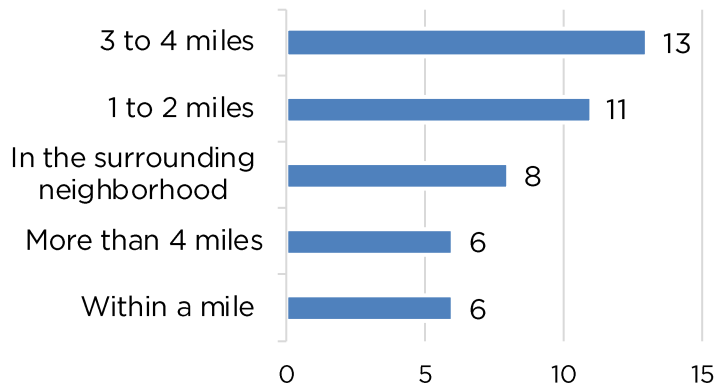 3 to 4 miles
13
1 to 2 miles
11
In the surrounding
neighborhood
8
More than 4 miles
6
Within a mile
6
0
5
10
15